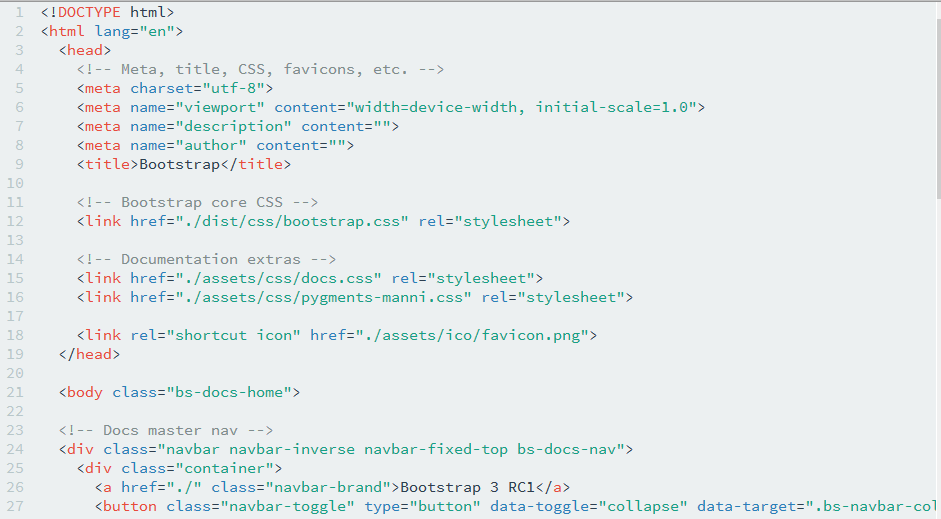 1 <!DOCTYPE html>
2 <html lang="en">
3   <head>
4     <!-- Meta, title, CSS, favicons, etc. -->
5     <meta charset="utf-8">
6     <meta name="viewport" content="width=device-width, initial-scale=1.0">
7     <meta name="description" content="">
8     <meta name="author" content="">
9     <title>Bootstrap</title>
10
11     <!-- Bootstrap core CSS -->
12     <link href="./dist/css/bootstrap.css" rel="stylesheet">
13
14     <!-- Documentation extras -->
15     <link href="./assets/css/docs.css" rel="stylesheet">
16     <link href="./assets/css/pygments-manni.css" rel="stylesheet">
17
18     <link rel="shortcut icon" href="./assets/ico/favicon.png">
19   </head>
20
21   <body class="bs-docs-home">
22
23   <!-- Docs master nav -->
24   <div class="navbar navbar-inverse navbar-fixed-top bs-docs-nav">
25     <div class="container">
26       <a href="./" class="navbar-brand">Bootstrap 3 RC1</a>
27       <button class="navbar-toggle" type="button" data-toggle="collapse" data-target=".bs-navbar-col